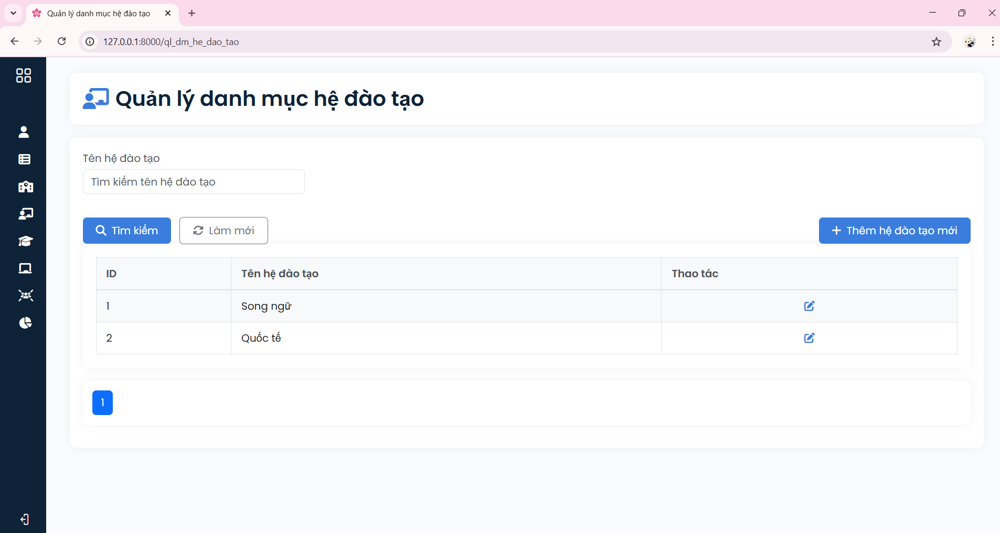 Quản lý danh mục hệ đào tạo
127.0.0.1:8000/ql_dm_he_dao_tao
Quản lý danh mục hệ đào tạo
Tên hệ đào tạo
Tìm kiếm tên hệ đào tạo
Tìm kiếm Làm mới Thêm hệ đào tạo mới
ID Tên hệ đào tạo Thao tác
1 Song ngữ
2 Quốc tế
1